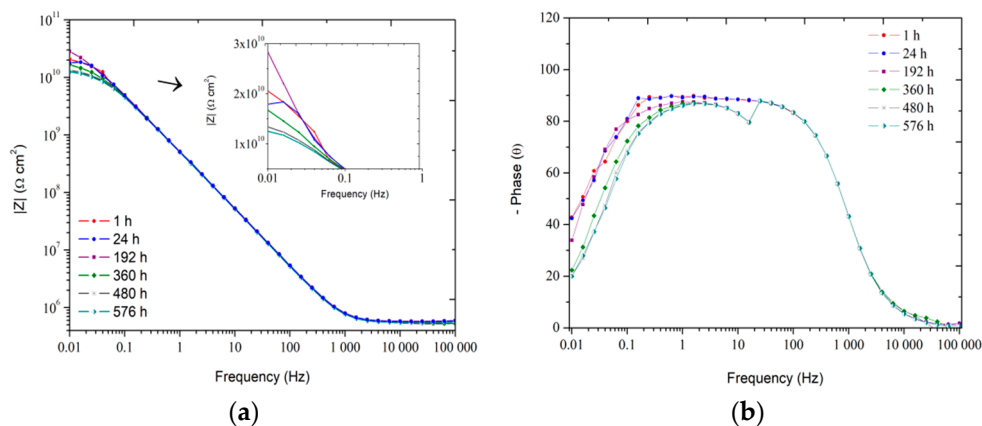 10^11
10^10
10^9
10^8
10^7
10^6
|Z| (Ω cm²)
0.01 0.1 1 10 100 1 000 10 000 100 000
Frequency (Hz)
1 h
24 h
192 h
360 h
480 h
576 h
3x10^10
2x10^10
1x10^10
|Z| (Ω cm²)
0.01 0.1 1
Frequency (Hz)
(a)
120
100
80
60
40
20
0
- Phase (θ)
0.01 0.1 1 10 100 1 000 10 000 100 000
Frequency (Hz)
1 h
24 h
192 h
360 h
480 h
576 h
(b)